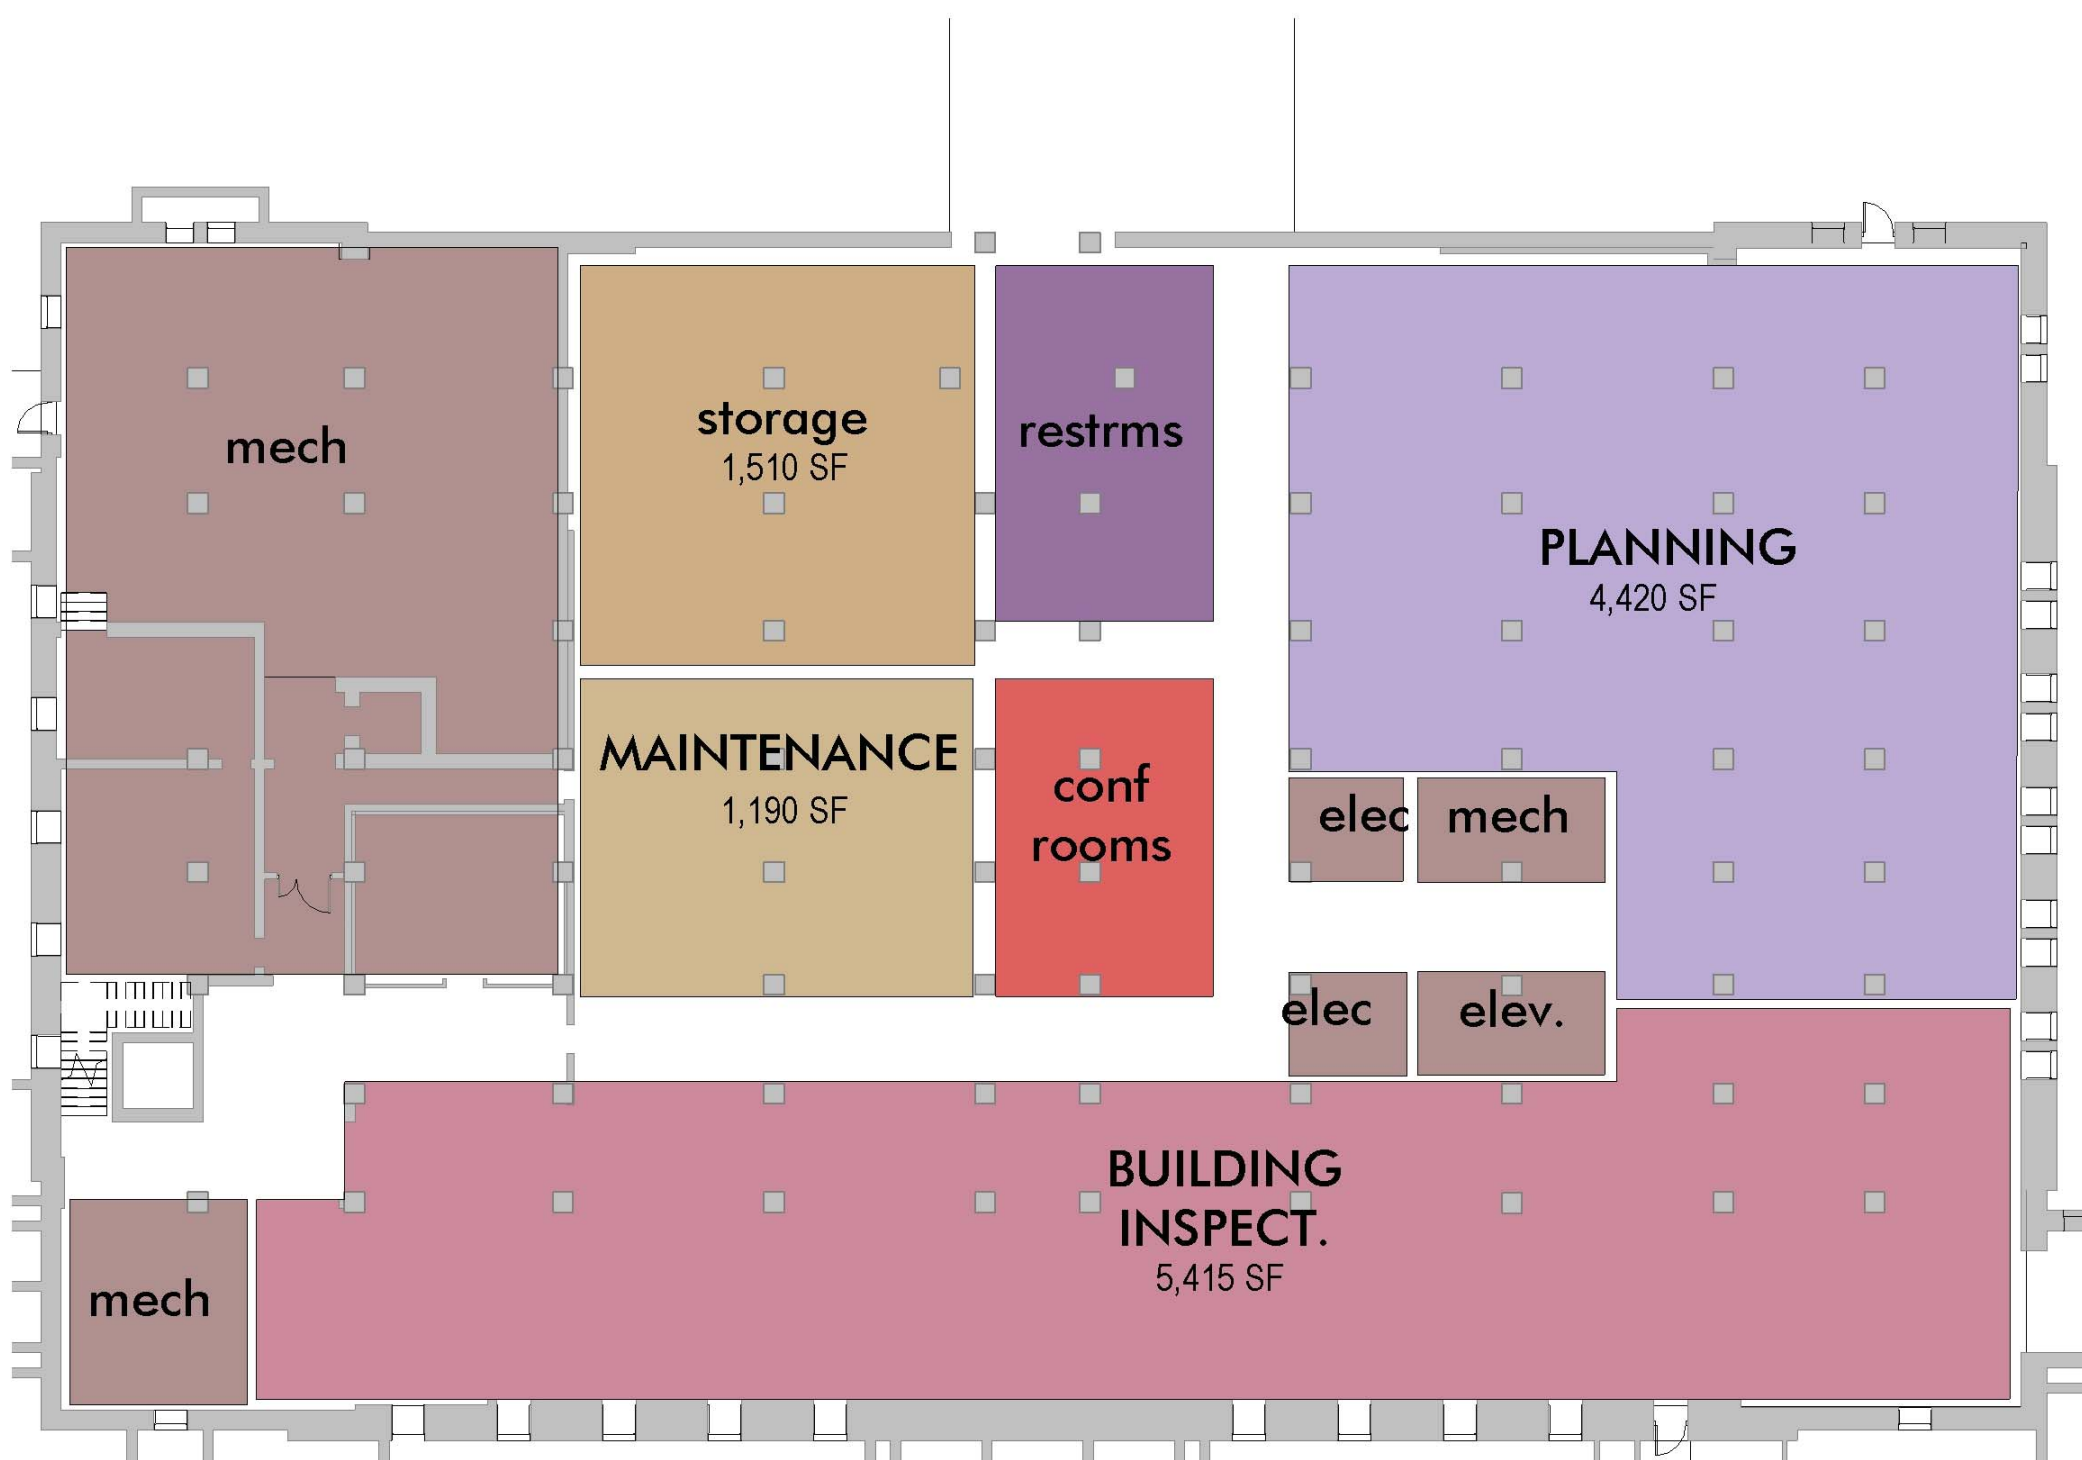 mech
storage
1,510 SF
restrms
PLANNING
4,420 SF
MAINTENANCE
1,190 SF
conf
rooms
elec
mech
elec
elev.
BUILDING
INSPECT.
5,415 SF
mech